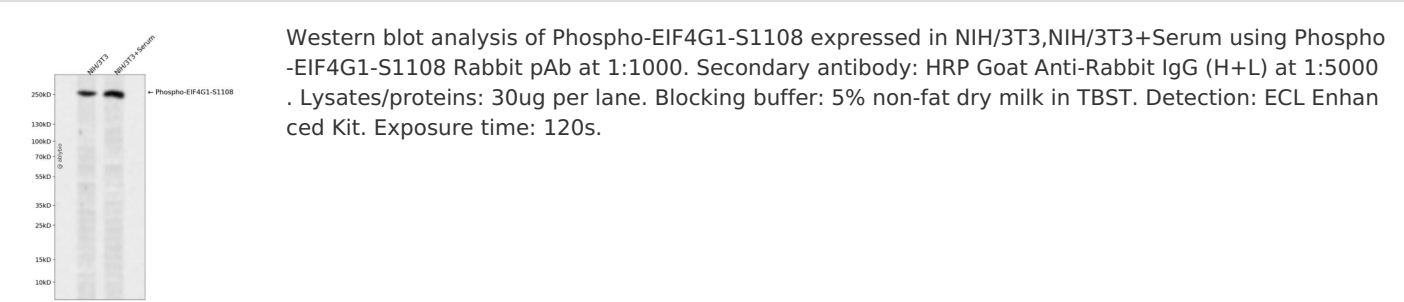 Western blot analysis of Phospho-EIF4G1-S1108 expressed in NIH/3T3,NIH/3T3+Serum using Phospho
-EIF4G1-S1108 Rabbit pAb at 1:1000. Secondary antibody: HRP Goat Anti-Rabbit IgG (H+L) at 1:5000
. Lysates/proteins: 30ug per lane. Blocking buffer: 5% non-fat dry milk in TBST. Detection: ECL Enhan
ced Kit. Exposure time: 120s.
NIH/3T3
NIH/3T3+Serum
250kD
← Phospho-EIF4G1-S1108
130kD
100kD
70kD
55kD
35kD
25kD
15kD
10kD
@ ablybio